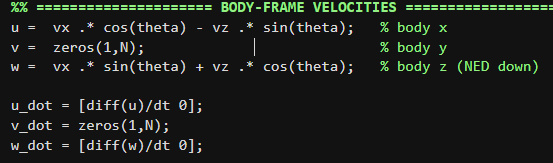 %% ===================== BODY-FRAME VELOCITIES =====================
u =  vx .* cos(theta) - vz .* sin(theta);   % body x
v =  zeros(1,N);                            % body y
w =  vx .* sin(theta) + vz .* cos(theta);   % body z (NED down)
u_dot = [diff(u)/dt 0];
v_dot = zeros(1,N);
w_dot = [diff(w)/dt 0];